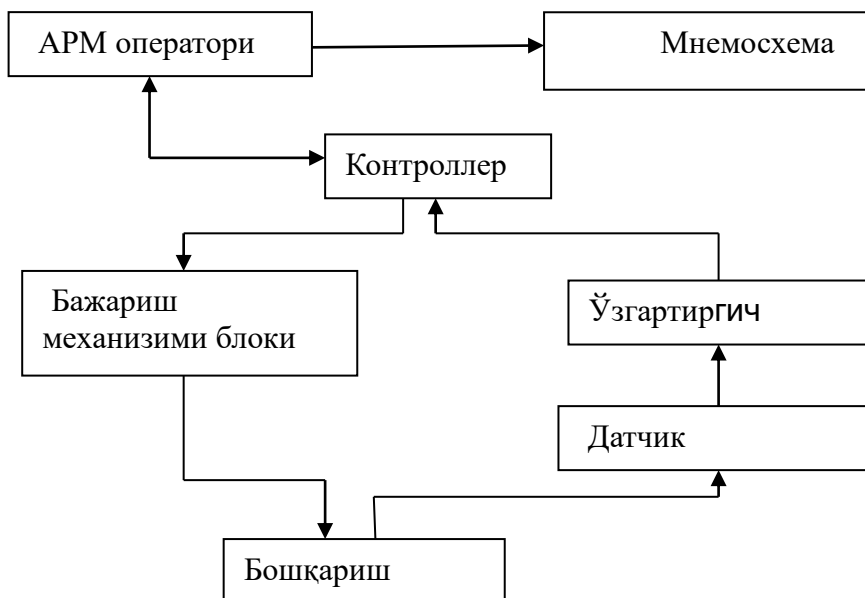 АРМ оператори
Мнемосхема
Контроллер
Бажариш
механизими блоки
Ўзгартиргич
Датчик
Бошқариш